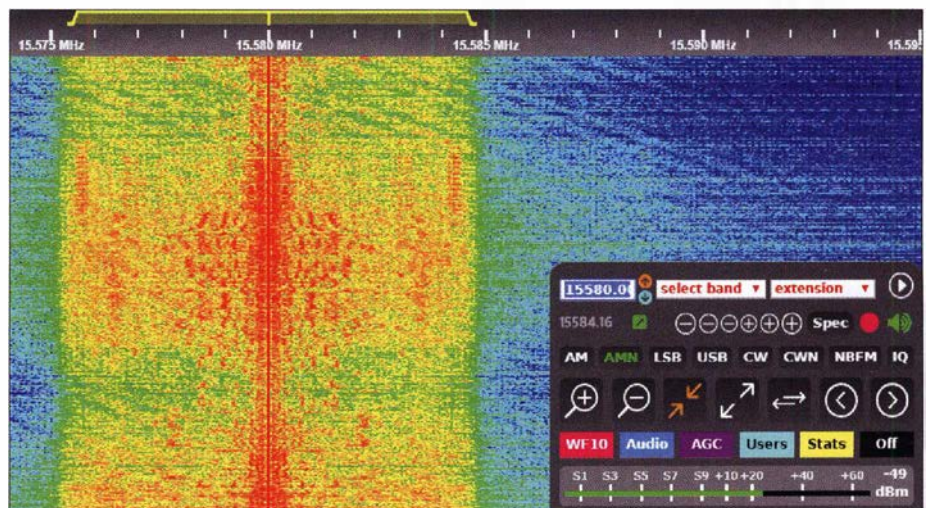 15.575 MHz 15.580 MHz 15.585 MHz 15.590 MHz 15.59
15580.0 select band extension
15584.16 Spec
AM AMN LSB USB CW CWN NBFM IQ
WF10 Audio AGC Users Stats Off
S1 S3 S5 S7 S9 +10 +20 +40 +60 -49
dBm